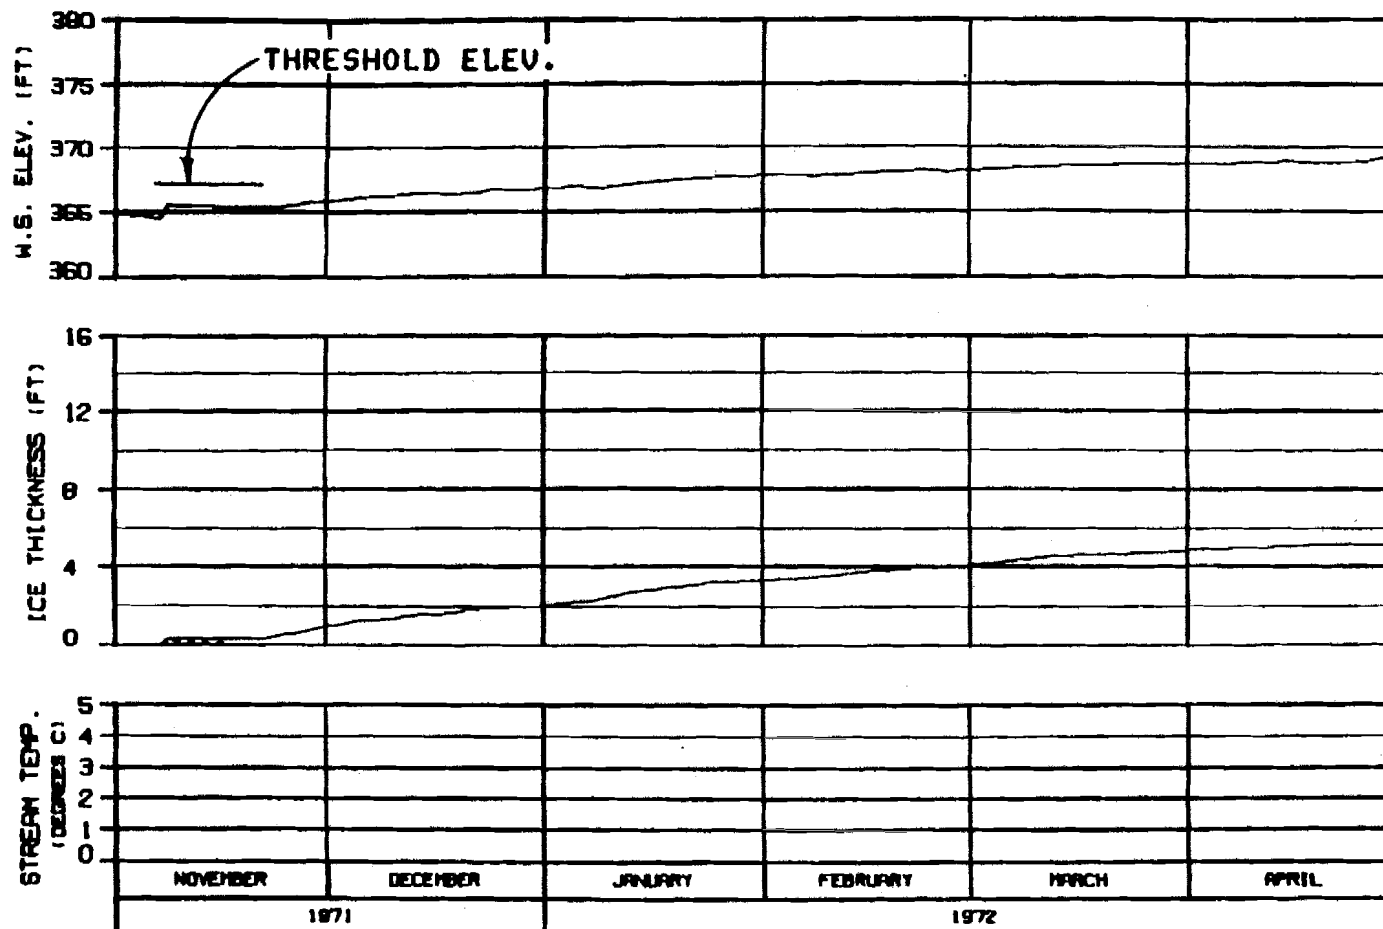 380
THRESHOLD ELEV.
375
370
365
360
W.S. ELEV. (FT)
16
12
8
4
0
ICE THICKNESS (FT)
5
4
3
2
1
0
STREAM TEMP.
(DEGREES C)
NOVEMBER DECEMBER JANUARY FEBRUARY MARCH APRIL
1971 1972